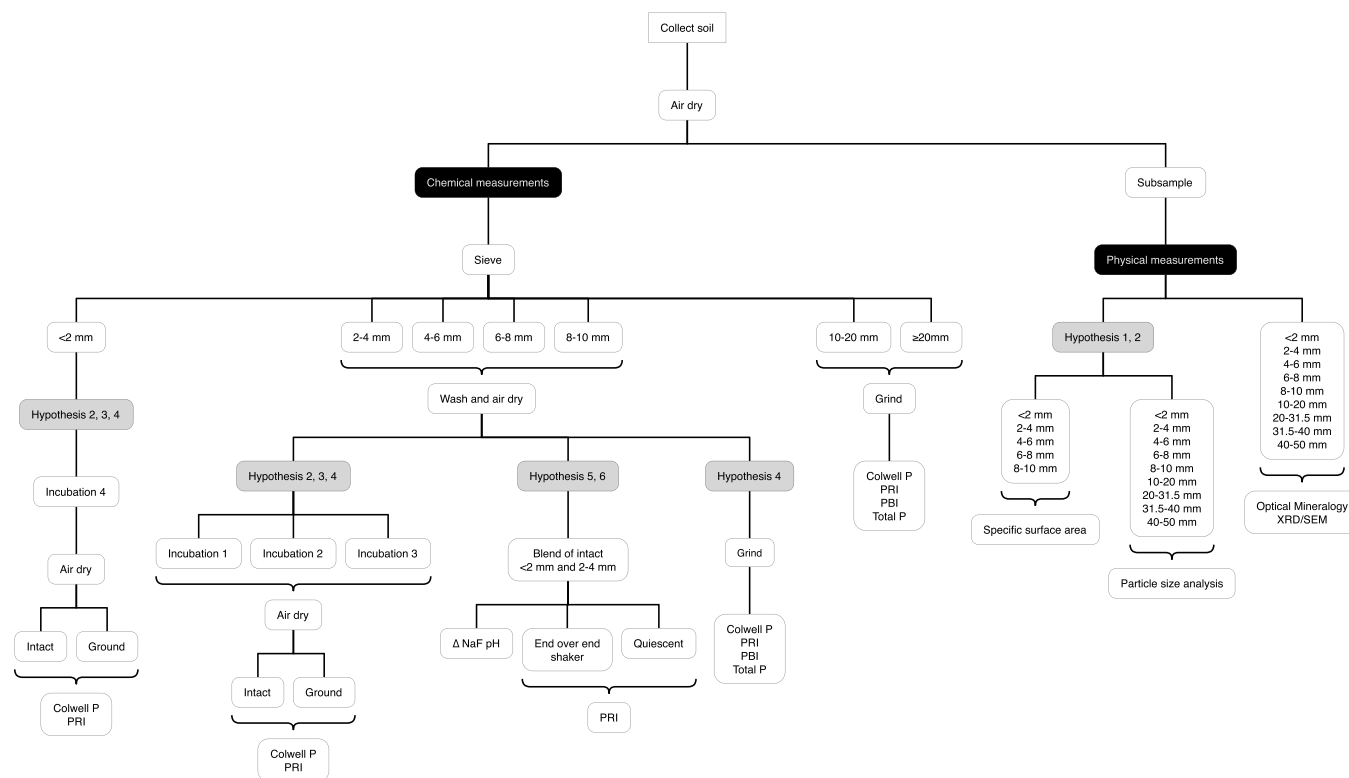 Collect soil
Air dry
Chemical measurements
Subsample
Sieve
Physical measurements
<2 mm
2-4 mm
4-6 mm
6-8 mm
8-10 mm
10-20 mm
≥20mm
Hypothesis 1, 2
<2 mm
2-4 mm
4-6 mm
6-8 mm
8-10 mm
10-20 mm
20-31.5 mm
31.5-40 mm
40-50 mm
Hypothesis 2, 3, 4
Wash and air dry
Grind
<2 mm
2-4 mm
4-6 mm
6-8 mm
8-10 mm
<2 mm
2-4 mm
4-6 mm
6-8 mm
8-10 mm
10-20 mm
20-31.5 mm
31.5-40 mm
40-50 mm
Incubation 4
Hypothesis 2, 3, 4
Hypothesis 5, 6
Hypothesis 4
Colwell P
PRI
PBI
Total P
Specific surface area
Optical Mineralogy
XRD/SEM
Incubation 1
Incubation 2
Incubation 3
Blend of intact
<2 mm and 2-4 mm
Grind
Air dry
Particle size analysis
Air dry
Intact
Ground
Δ NaF pH
End over end
shaker
Quiescent
Colwell P
PRI
PBI
Total P
Colwell P
PRI
Intact
Ground
PRI
Colwell P
PRI